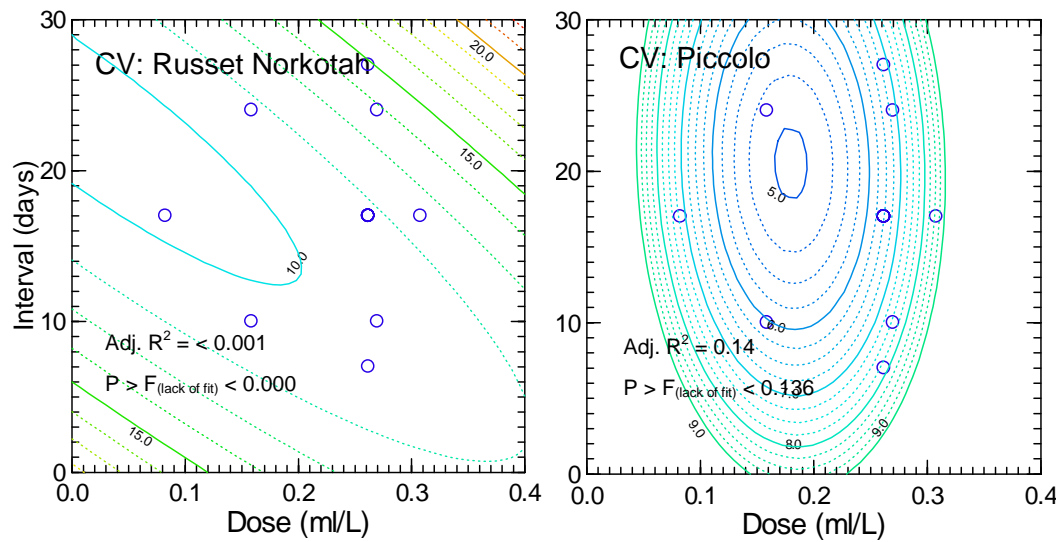 CV: Russet Norkotah
20.0
15.0
10.0
Adj. R² = < 0.001
P > F(lack of fit) < 0.000
15.0
0
10
20
30
Interval (days)
0.0 0.1 0.2 0.3 0.4
Dose (ml/L)
CV: Piccolo
5.0
6.0
Adj. R² = 0.14
P > F(lack of fit) < 0.136
8.0
9.0
9.0
0
10
20
30
0.0 0.1 0.2 0.3 0.4
Dose (ml/L)